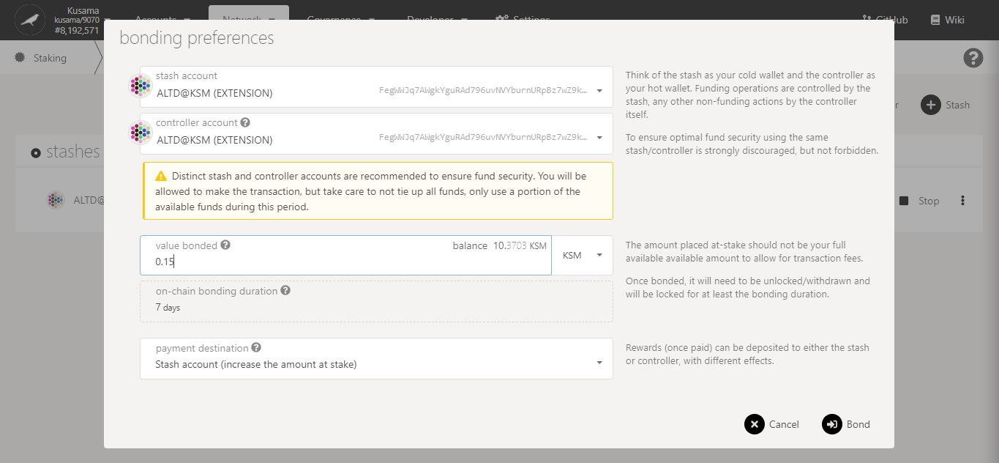 Kusama
kusama/9070
#8,192,571
Accounts
Network
Governance
Developer
Settings
GitHub
Wiki
Staking
bonding preferences
stash account
ALTD@KSM (EXTENSION)
FegWWJq7AWgkYguRAd796uvNVYburnURpBz7wZ9k...
controller account
ALTD@KSM (EXTENSION)
FegWWJq7AWgkYguRAd796uvNVYburnURpBz7wZ9k...
Think of the stash as your cold wallet and the controller as
your hot wallet. Funding operations are controlled by the
stash, any other non-funding actions by the controller
itself.
To ensure optimal fund security using the same
stash/controller is strongly discouraged, but not forbidden.
Distinct stash and controller accounts are recommended to ensure fund security. You will be
allowed to make the transaction, but take care to not tie up all funds, only use a portion of the
available funds during this period.
value bonded
balance 10.3703 KSM
0.15
KSM
The amount placed at-stake should not be your full
available available amount to allow for transaction fees.
Once bonded, it will need to be unlocked/withdrawn and
will be locked for at least the bonding duration.
on-chain bonding duration
7 days
payment destination
Stash account (increase the amount at stake)
Rewards (once paid) can be deposited to either the stash
or controller, with different effects.
Cancel
Bond
r
Stash
stashes
ALTD@
Stop